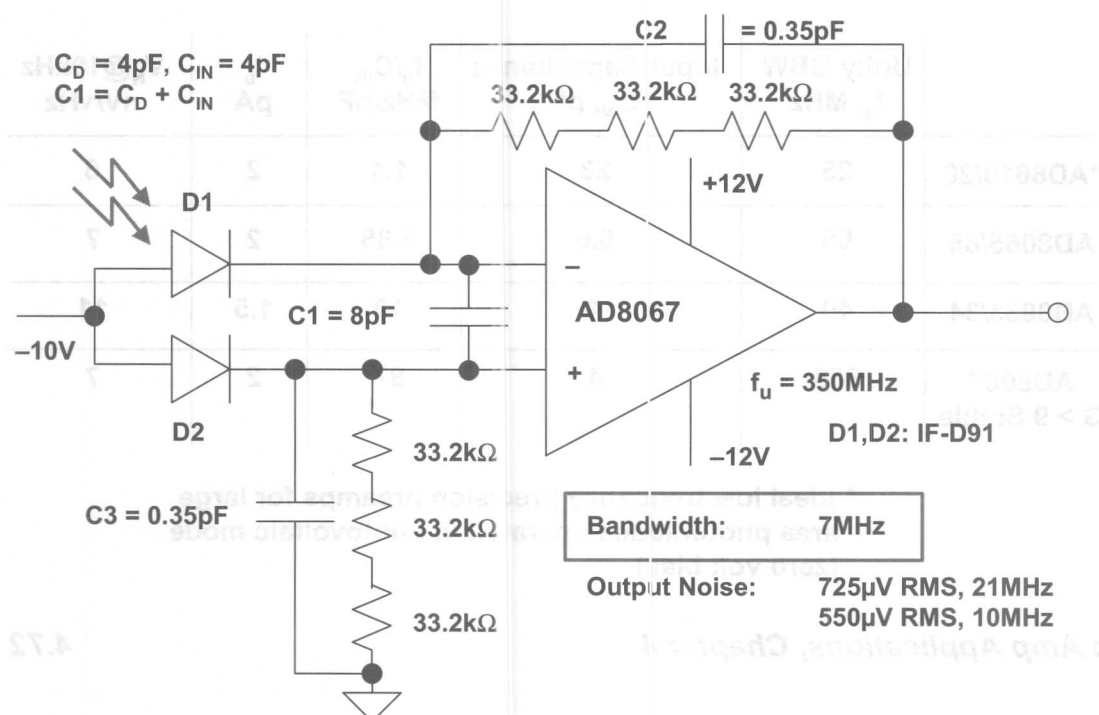 C2 = 0.35pF
C_D = 4pF, C_IN = 4pF
C1 = C_D + C_IN
33.2kΩ 33.2kΩ 33.2kΩ
+12V
D1
–
AD8067
C1 = 8pF
–10V
+
f_u = 350MHz
D2
D1,D2: IF-D91
33.2kΩ
–12V
C3 = 0.35pF
33.2kΩ
Bandwidth: 7MHz
Output Noise: 725µV RMS, 21MHz
550µV RMS, 10MHz
33.2kΩ